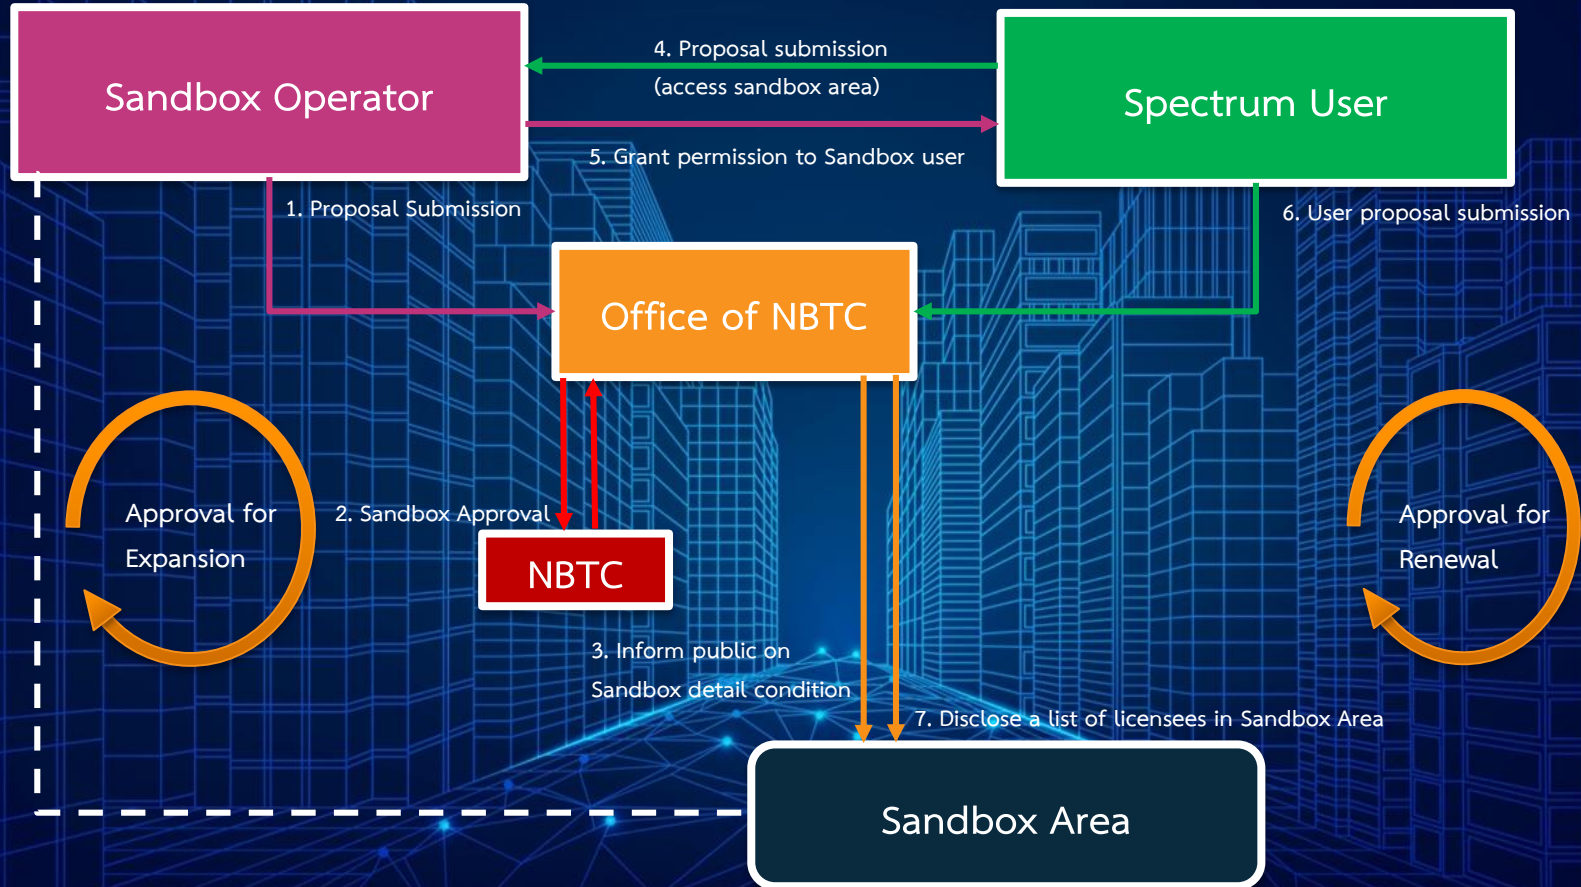 Sandbox Operator
4. Proposal submission
(access sandbox area)
Spectrum User
5. Grant permission to Sandbox user
1. Proposal Submission
6. User proposal submission
Office of NBTC
Approval for
Expansion
2. Sandbox Approval
NBTC
Approval for
Renewal
3. Inform public on
Sandbox detail condition
7. Disclose a list of licensees in Sandbox Area
Sandbox Area